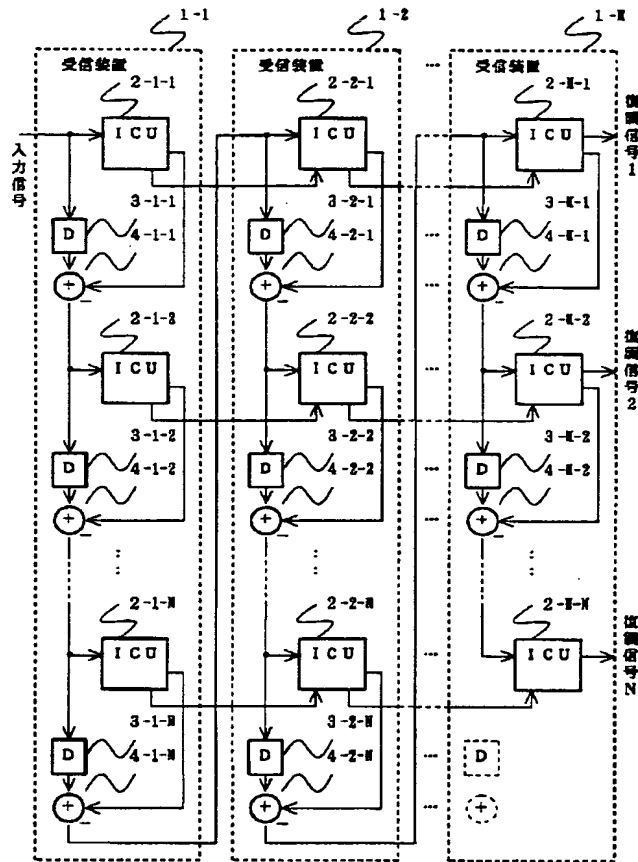 1-1
1-2
1-K
受信装置
受信装置
…
受信装置
2-1-1
2-2-1
2-K-1
ICU
ICU
ICU
入力信号
復調信号1
3-1-1
3-2-1
…
3-K-1
D
4-1-1
D
4-2-1
D
4-K-1
+
−
+
−
…
+
−
2-1-2
2-2-2
2-K-2
ICU
ICU
…
ICU
復調信号2
3-1-2
3-2-2
3-K-2
D
4-1-2
D
4-2-2
…
D
4-K-2
+
−
+
−
…
+
−
…
…
…
2-1-N
2-2-N
2-K-N
ICU
ICU
…
ICU
復調信号N
3-1-N
3-2-N
D
4-1-N
D
4-2-N
…
D
+
−
+
−
…
+